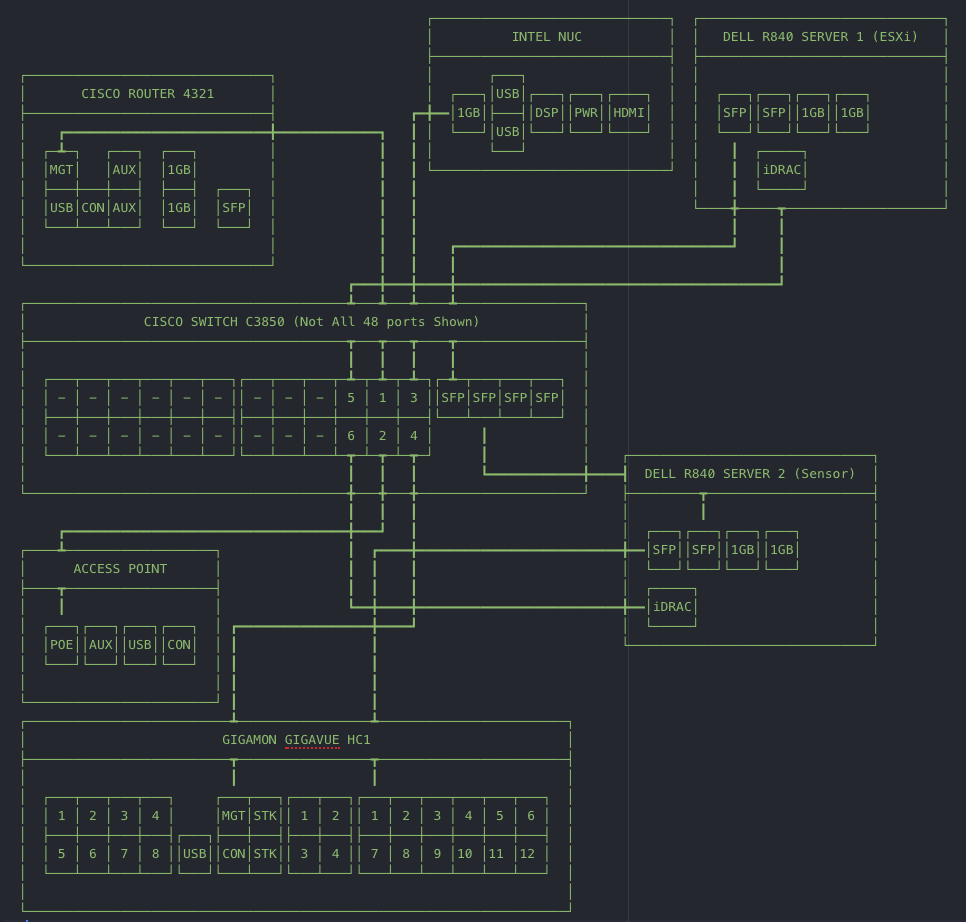 INTEL NUC
1GB USB DSP PWR HDMI
USB
DELL R840 SERVER 1 (ESXi)
SFP SFP 1GB 1GB
iDRAC
CISCO ROUTER 4321
MGT AUX 1GB
USB CON AUX 1GB SFP
CISCO SWITCH C3850 (Not All 48 ports Shown)
– – – – – – – – – 5 1 3 SFP SFP SFP SFP
– – – – – – – – – 6 2 4
DELL R840 SERVER 2 (Sensor)
SFP SFP 1GB 1GB
iDRAC
ACCESS POINT
POE AUX USB CON
GIGAMON GIGAVUE HC1
1 2 3 4 MGT STK 1 2 1 2 3 4 5 6
5 6 7 8 USB CON STK 3 4 7 8 9 10 11 12